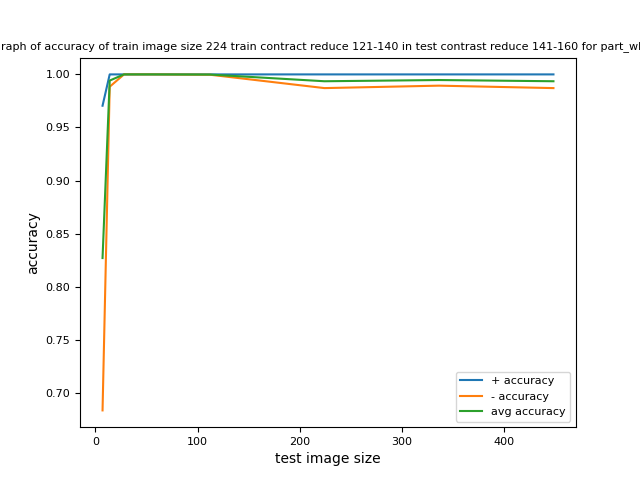 raph of accuracy of train image size 224 train contract reduce 121-140 in test contrast reduce 141-160 for
1.00
0.95
0.90
0.85
0.80
0.75
0.70
accuracy
+ accuracy
- accuracy
avg accuracy
0
100
200
300
400
test image size